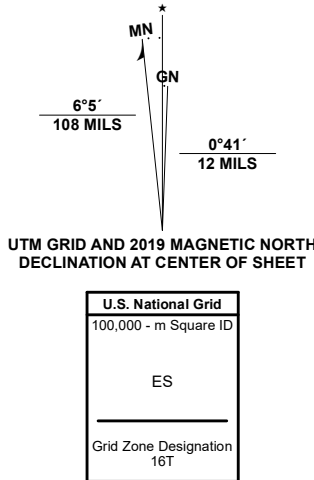 ★
MN
GN
6°5´
108 MILS
0°41´
12 MILS
UTM GRID AND 2019 MAGNETIC NORTH
DECLINATION AT CENTER OF SHEET
U.S. National Grid
100,000 - m Square ID
ES
Grid Zone Designation
16T